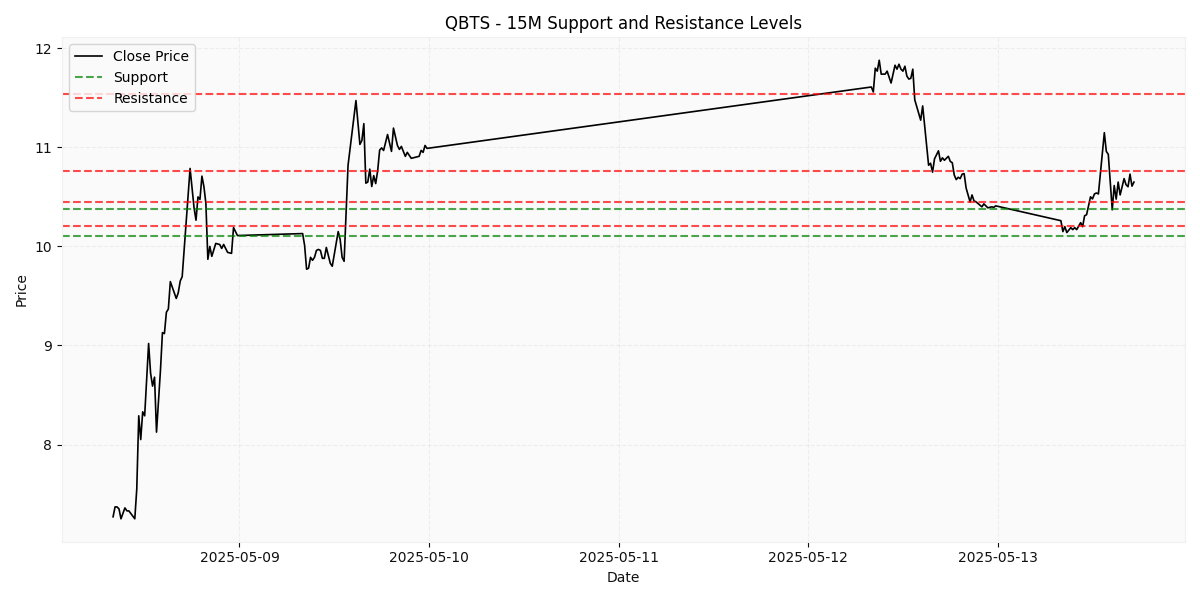 QBTS - 15M Support and Resistance Levels
Close Price
Support
Resistance
12
11
10
9
8
Price
2025-05-09
2025-05-10
2025-05-11
2025-05-12
2025-05-13
Date